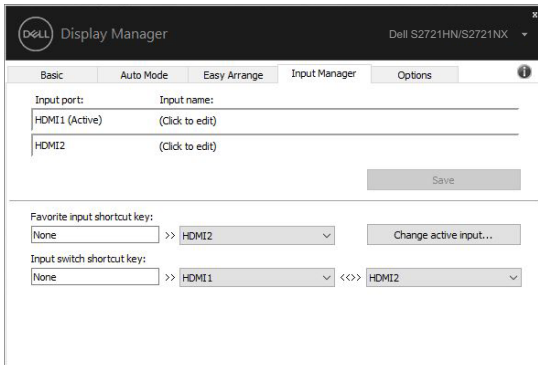 DELL Display Manager Dell S2721HN/S2721NX
x
Basic Auto Mode Easy Arrange Input Manager Options
Input port: Input name:
HDMI1 (Active) (Click to edit)
HDMI2 (Click to edit)
Save
Favorite input shortcut key:
None >> HDMI2 Change active input...
Input switch shortcut key:
None >> HDMI1 <<>> HDMI2